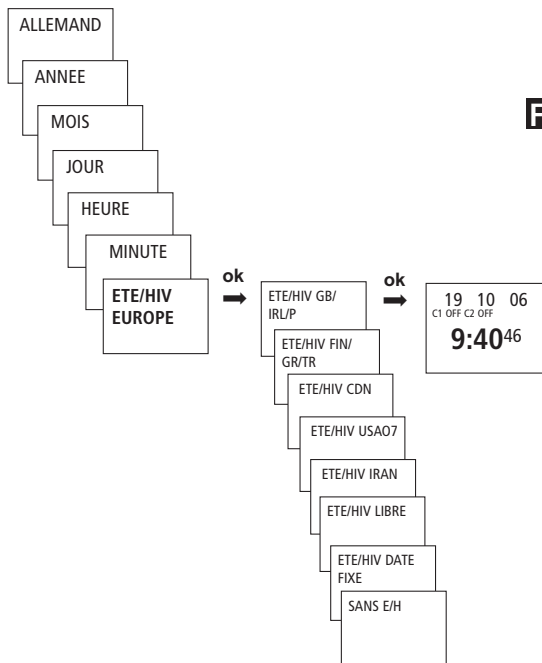 ALLEMAND
ANNEE
MOIS
JOUR
HEURE
MINUTE
ETE/HIV
EUROPE
ok
ETE/HIV GB/
IRL/P
ETE/HIV FIN/
GR/TR
ETE/HIV CDN
ETE/HIV USA07
ETE/HIV IRAN
ETE/HIV LIBRE
ETE/HIV DATE
FIXE
SANS E/H
ok
19 10 06
C1 OFF C2 OFF
9:40 46